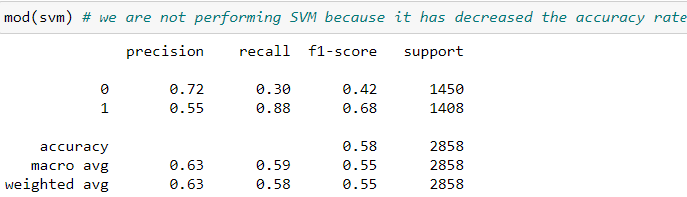 mod(svm) # we are not performing SVM because it has decreased the accuracy rate
precision recall f1-score support
0 0.72 0.30 0.42 1450
1 0.55 0.88 0.68 1408
accuracy 0.58 2858
macro avg 0.63 0.59 0.55 2858
weighted avg 0.63 0.58 0.55 2858